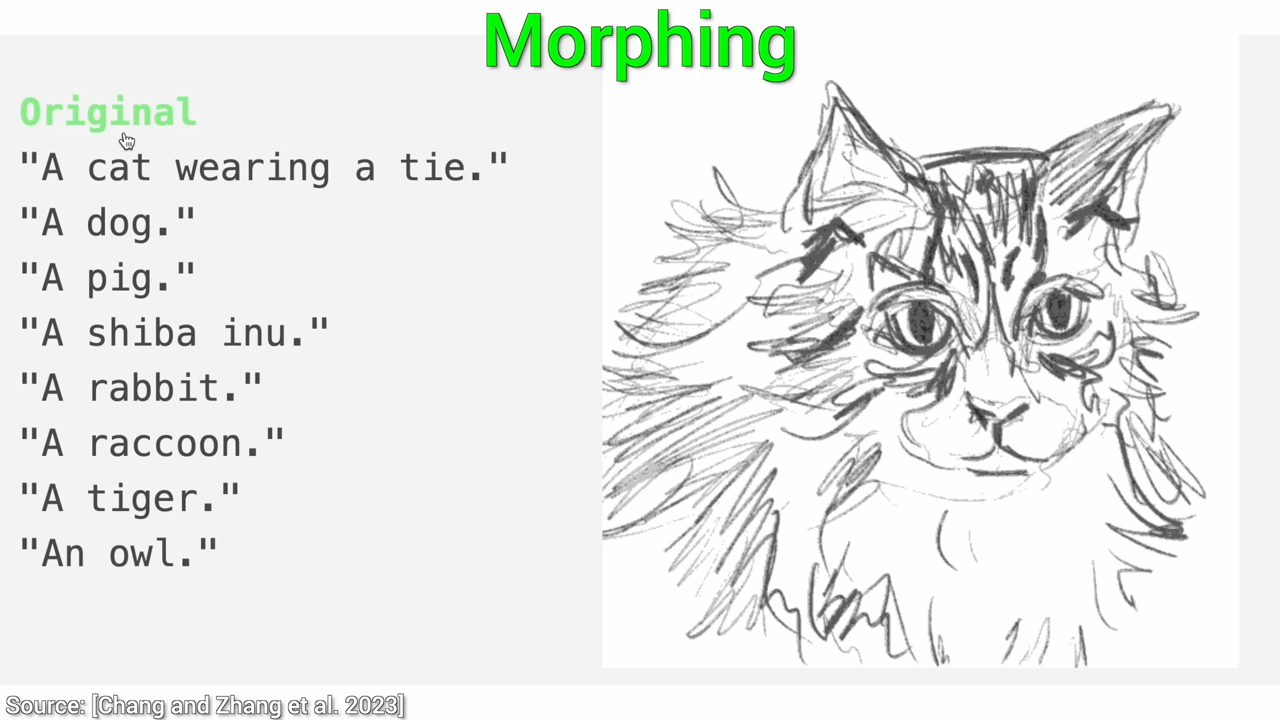 Morphing
Original
"A cat wearing a tie."
"A dog."
"A pig."
"A shiba inu."
"A rabbit."
"A raccoon."
"A tiger."
"An owl."
Source: [Chang and Zhang et al. 2023]